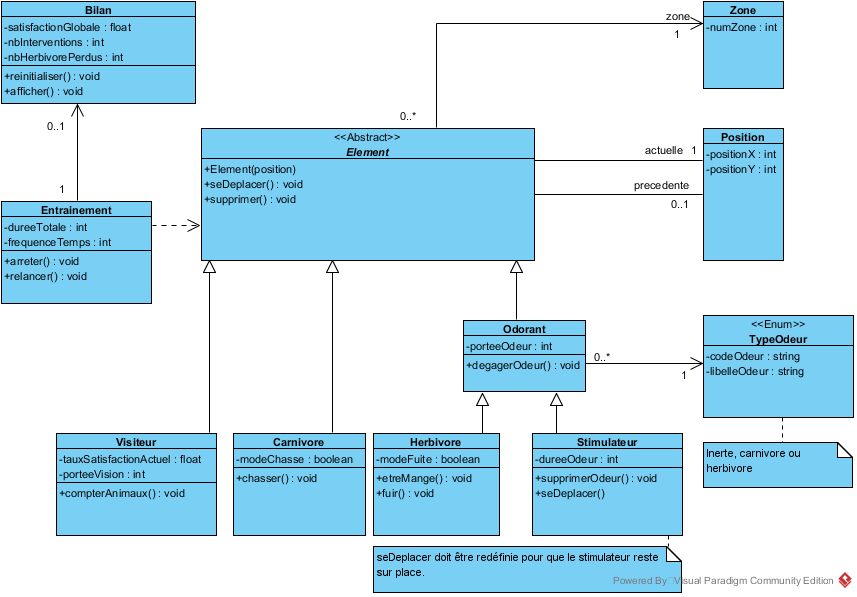 Bilan
-satisfactionGlobale : float
-nbInterventions : int
-nbHerbivorePerdus : int
+reinitialiser() : void
+afficher() : void
zone
1
Zone
-numZone : int
0..1
1
0..*
<<Abstract>>
Element
+Element(position)
+seDeplacer() : void
+supprimer() : void
actuelle 1
precedente
0..1
Position
-positionX : int
-positionY : int
Entrainement
-dureeTotale : int
-frequenceTemps : int
+arreter() : void
+relancer() : void
Odorant
-porteeOdeur : int
+degagerOdeur() : void
0..*
1
<<Enum>>
TypeOdeur
-codeOdeur : string
-libelleOdeur : string
Inerte, carnivore ou
herbivore
Visiteur
-tauxSatisfactionActuel : float
-porteeVision : int
+compterAnimaux() : void
Carnivore
-modeChasse : boolean
+chasser() : void
Herbivore
-modeFuite : boolean
+etreMange() : void
+fuir() : void
Stimulateur
-dureeOdeur : int
+supprimerOdeur() : void
+seDeplacer()
seDeplacer doit être redéfinie pour que le stimulateur reste
sur place.
Powered By Visual Paradigm Community Edition